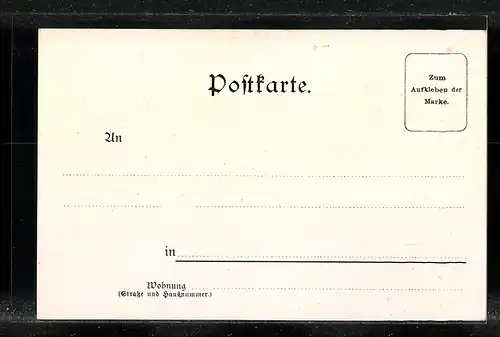 Poſtkarte.
Zum
Aufkleben der
Marke.
An
in
Wohnung
(Straße und Hausnummer.)